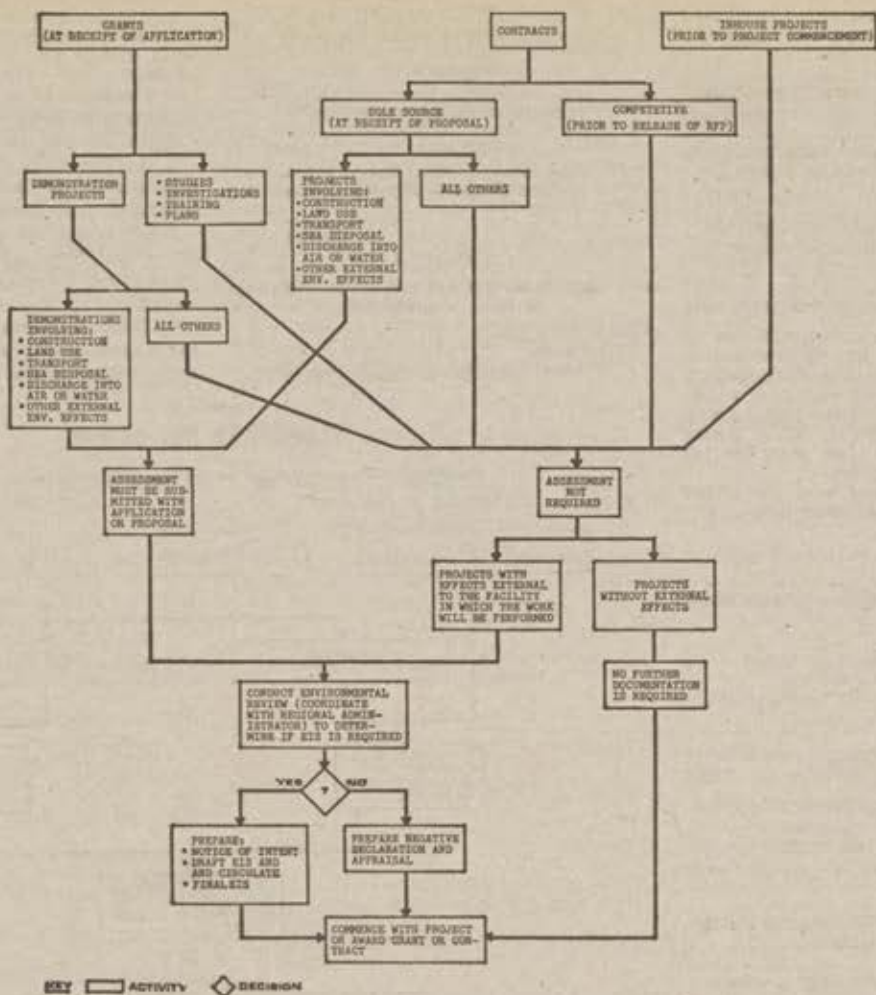 GRANTS
(AT RECEIPT OF APPLICATION)
CONTRACTS
INHOUSE PROJECTS
(PRIOR TO PROJECT COMMENCEMENT)
SOLE SOURCE
(AT RECEIPT OF PROPOSAL)
COMPETETIVE
(PRIOR TO RELEASE OF RFP)
DEMONSTRATION
PROJECTS
* STUDIES
* INVESTIGATIONS
* TRAINING
* PLANS
PROJECTS
INVOLVING:
* CONSTRUCTION
* LAND USE
* TRANSPORT
* SEA DISPOSAL
* DISCHARGE INTO
AIR OR WATER
* OTHER EXTERNAL
ENV. EFFECTS
ALL OTHERS
DEMONSTRATIONS
INVOLVING:
* CONSTRUCTION
* LAND USE
* TRANSPORT
* SEA DISPOSAL
* DISCHARGE INTO
AIR OR WATER
* OTHER EXTERNAL
ENV. EFFECTS
ALL OTHERS
ASSESSMENT
MUST BE SUB-
MITTED WITH
APPLICATION
OR PROPOSAL
ASSESSMENT
NOT
REQUIRED
PROJECTS WITH
EFFECTS EXTERNAL
TO THE FACILITY
IN WHICH THE WORK
WILL BE PERFORMED
PROJECTS
WITHOUT EXTERNAL
EFFECTS
CONDUCT ENVIRONMENTAL
REVIEW (COORDINATE
WITH REGIONAL ADMIN-
ISTRATOR) TO DETER-
MINE IF EIS IS REQUIRED
NO FURTHER
DOCUMENTATION
IS REQUIRED
YES
?
NO
PREPARE:
* NOTICE OF INTENT
* DRAFT EIS AND
AND CIRCULATE
* FINALEIS
PREPARE NEGATIVE
DECLARATION AND
APPRAISAL
COMMENCE WITH PROJECT
OR AWARD GRANT OR CON-
TRACT
KEY
ACTIVITY
DECISION